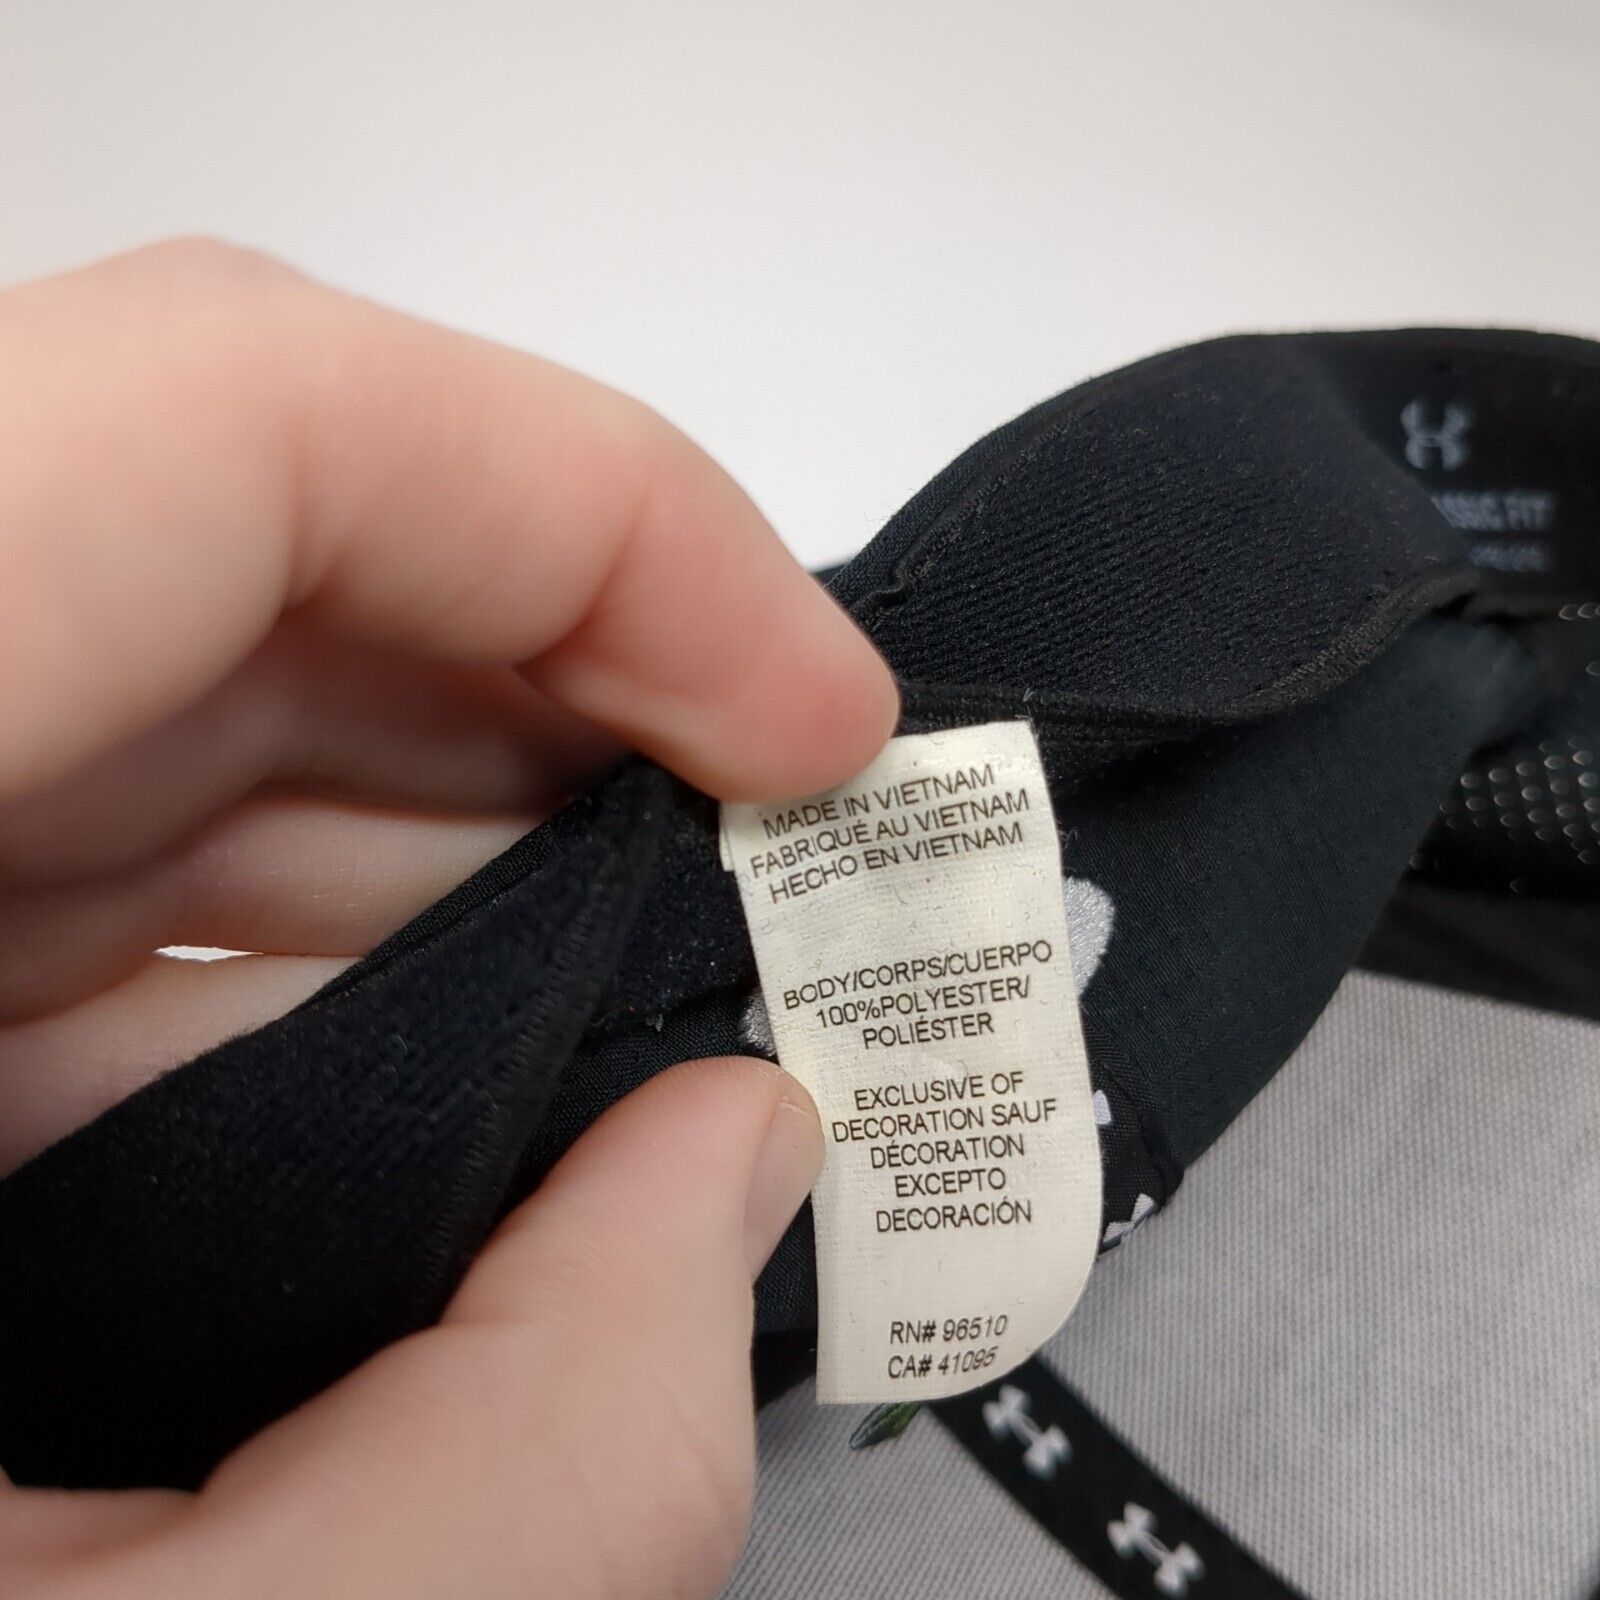 MADE IN VIETNAM
FABRIQUÉ AU VIETNAM
HECHO EN VIETNAM
BODY/CORPS/CUERPO
100%POLYESTER/
POLIÉSTER
EXCLUSIVE OF
DECORATION SAUF
DÉCORATION
EXCEPTO
DECORACIÓN
RN# 96510
CA# 41095
FIT